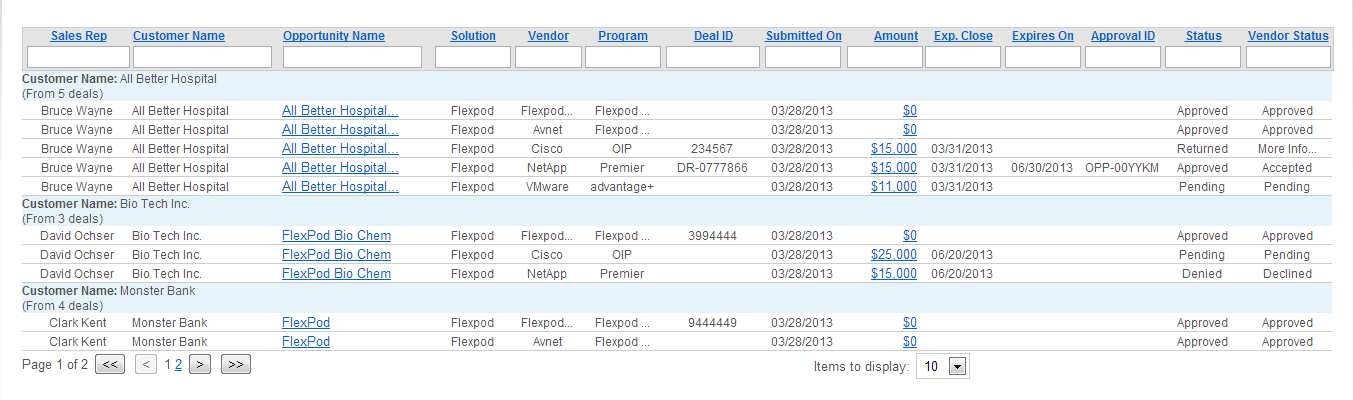 Sales Rep Customer Name Opportunity Name Solution Vendor Program Deal ID Submitted On Amount Exp. Close Expires On Approval ID Status Vendor Status
Customer Name: All Better Hospital
(From 5 deals)
Bruce Wayne All Better Hospital All Better Hospital... Flexpod Flexpod... Flexpod ... 03/28/2013 $0 Approved Approved
Bruce Wayne All Better Hospital All Better Hospital... Flexpod Avnet Flexpod ... 03/28/2013 $0 Approved Approved
Bruce Wayne All Better Hospital All Better Hospital... Flexpod Cisco OIP 234567 03/28/2013 $15,000 03/31/2013 Returned More Info...
Bruce Wayne All Better Hospital All Better Hospital... Flexpod NetApp Premier DR-0777866 03/28/2013 $15,000 03/31/2013 06/30/2013 OPP-00YYKM Approved Accepted
Bruce Wayne All Better Hospital All Better Hospital... Flexpod VMware advantage+ 03/28/2013 $11,000 03/31/2013 Pending Pending
Customer Name: Bio Tech Inc.
(From 3 deals)
David Ochser Bio Tech Inc. FlexPod Bio Chem Flexpod Flexpod... Flexpod ... 3994444 03/28/2013 $0 Approved Approved
David Ochser Bio Tech Inc. FlexPod Bio Chem Flexpod Cisco OIP 03/28/2013 $25,000 06/20/2013 Pending Pending
David Ochser Bio Tech Inc. FlexPod Bio Chem Flexpod NetApp Premier 03/28/2013 $15,000 06/20/2013 Denied Declined
Customer Name: Monster Bank
(From 4 deals)
Clark Kent Monster Bank FlexPod Flexpod Flexpod... Flexpod ... 9444449 03/28/2013 $0 Approved Approved
Clark Kent Monster Bank FlexPod Flexpod Avnet Flexpod ... 03/28/2013 $0 Approved Approved
Page 1 of 2 << < 1 2 > >> Items to display: 10